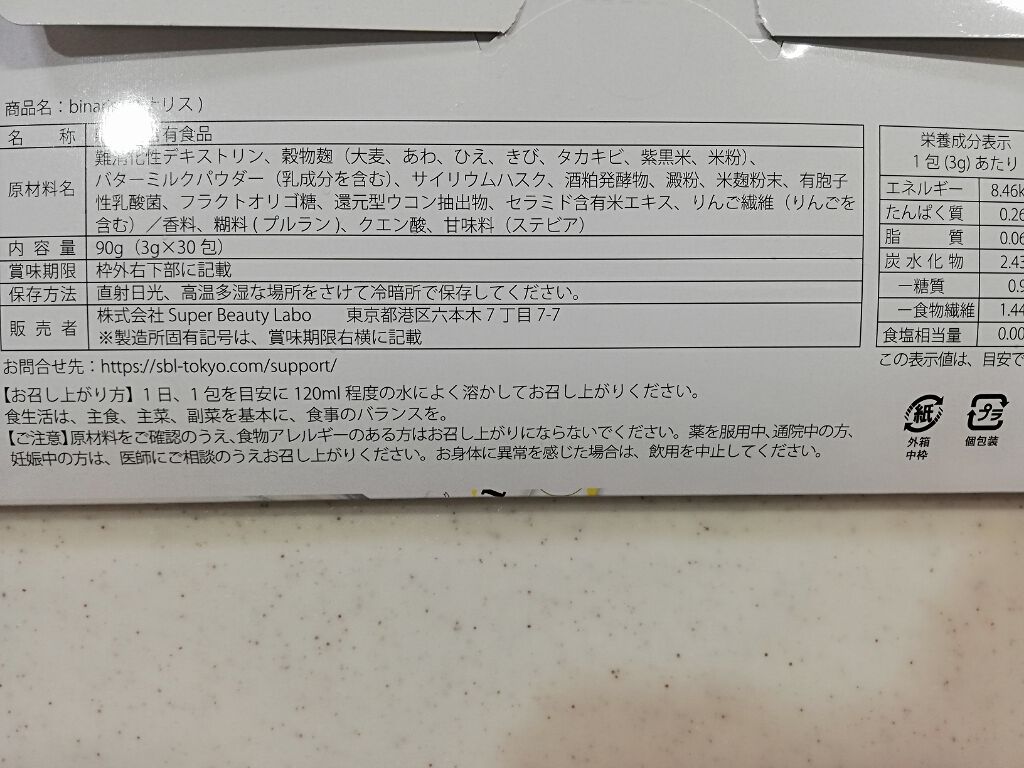 商品名：bina リス)
名　称　有食品
原材料名　難消化性デキストリン、穀物麹（大麦、あわ、ひえ、きび、タカキビ、紫黒米、米粉）、
バターミルクパウダー（乳成分を含む）、サイリウムハスク、酒粕発酵物、澱粉、米麹粉末、有胞子
性乳酸菌、フラクトオリゴ糖、還元型ウコン抽出物、セラミド含有米エキス、りんご繊維（りんごを
含む）／香料、糊料 ( プルラン )、クエン酸、甘味料（ステビア）
内 容 量　90g（3g×30 包）
賞味期限　枠外右下部に記載
保存方法　直射日光、高温多湿な場所をさけて冷暗所で保存してください。
販 売 者　株式会社 Super Beauty Labo　東京都港区六本木 7 丁目 7-7
※製造所固有記号は、賞味期限右横に記載
お問合せ先：https://sbl-tokyo.com/support/
【お召し上がり方】1 日、1 包を目安に 120ml 程度の水によく溶かしてお召し上がりください。
食生活は、主食、主菜、副菜を基本に、食事のバランスを。
【ご注意】原材料をご確認のうえ、食物アレルギーのある方はお召し上がりにならないでください。薬を服用中、通院中の方、
妊娠中の方は、医師にご相談のうえお召し上がりください。お身体に異常を感じた場合は、飲用を中止してください。
栄養成分表示
1 包 (3g) あたり
エネルギー　8.46k
たんぱく質　0.26
脂　質　0.06
炭 水 化 物　2.43
―糖質　0.9
―食物繊維　1.44
食塩相当量　0.00
この表示値は、目安で
紙
外箱
中枠
プラ
個包装